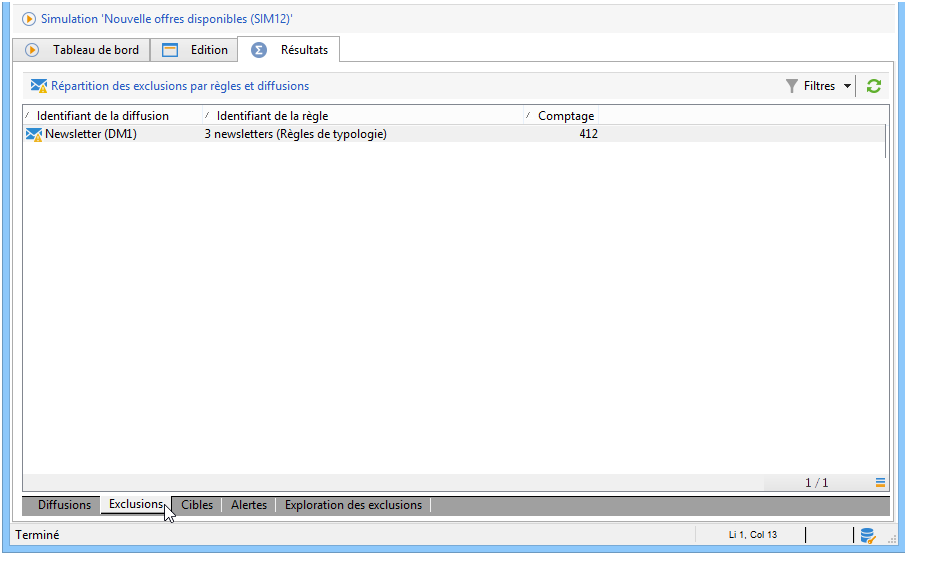 Simulation 'Nouvelle offres disponibles (SIM12)'
Tableau de bord Edition Résultats
Répartition des exclusions par règles et diffusions Filtres
Identifiant de la diffusion Identifiant de la règle Comptage
Newsletter (DM1) 3 newsletters (Règles de typologie) 412
1 / 1
Diffusions Exclusions Cibles Alertes Exploration des exclusions
Terminé Li 1, Col 13